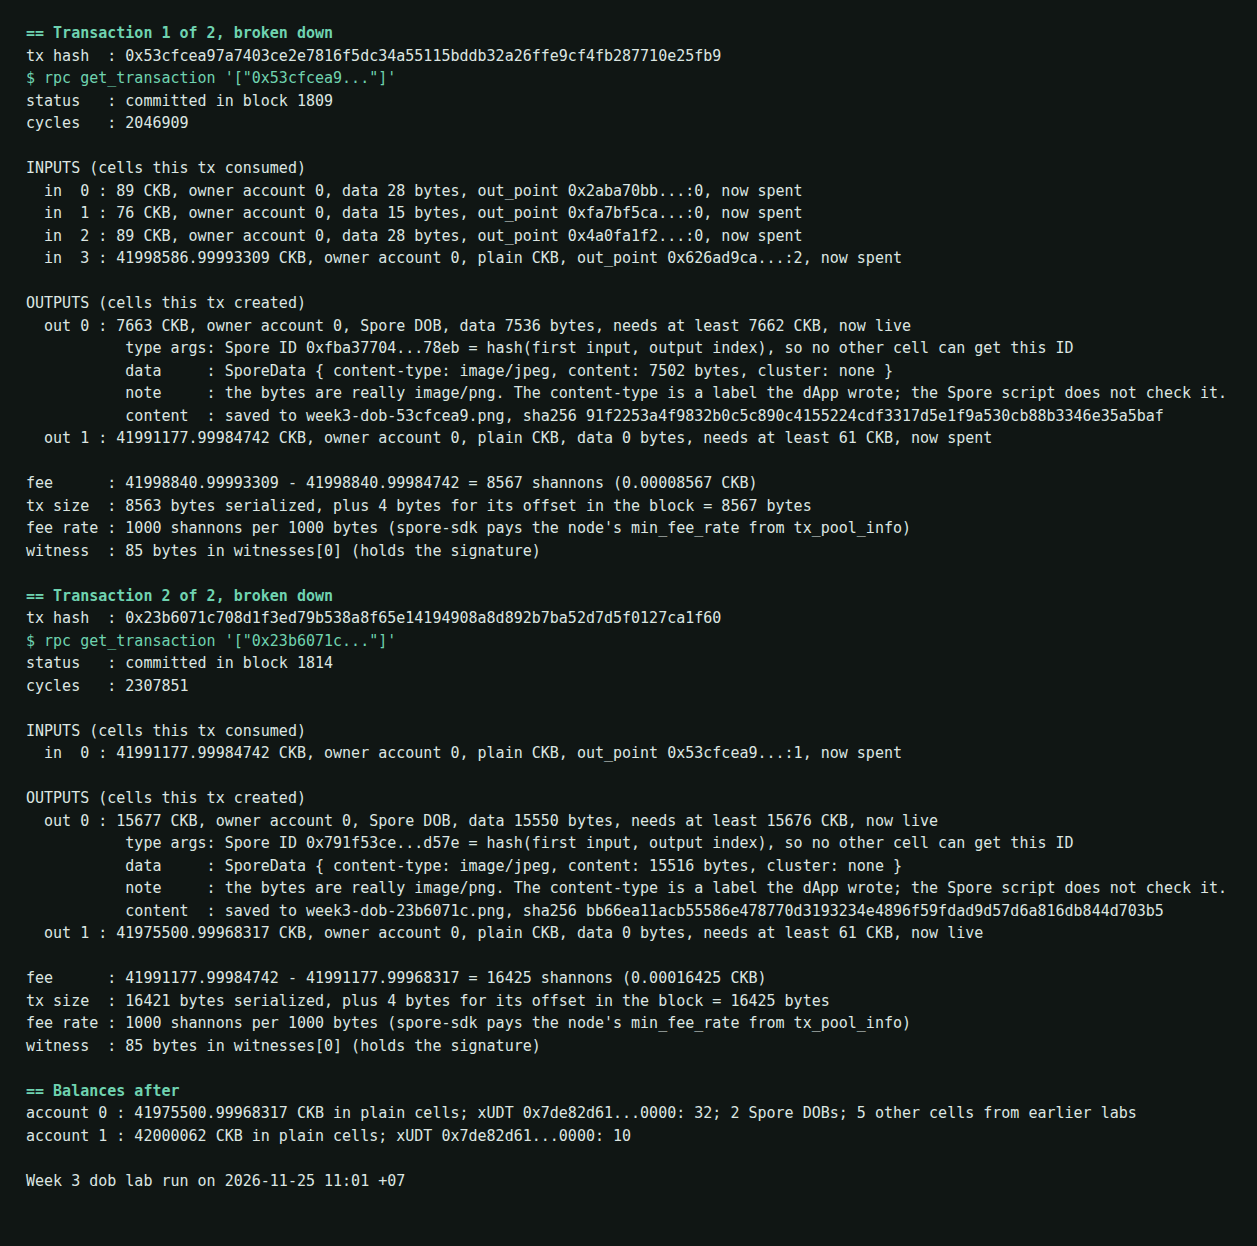 == Transaction 1 of 2, broken down
tx hash  : 0x53cfcea97a7403ce2e7816f5dc34a55115bddb32a26ffe9cf4fb287710e25fb9
$ rpc get_transaction '["0x53cfcea9..."]'
status   : committed in block 1809
cycles   : 2046909

INPUTS (cells this tx consumed)
  in  0 : 89 CKB, owner account 0, data 28 bytes, out_point 0x2aba70bb...:0, now spent
  in  1 : 76 CKB, owner account 0, data 15 bytes, out_point 0xfa7bf5ca...:0, now spent
  in  2 : 89 CKB, owner account 0, data 28 bytes, out_point 0x4a0fa1f2...:0, now spent
  in  3 : 41998586.99993309 CKB, owner account 0, plain CKB, out_point 0x626ad9ca...:2, now spent

OUTPUTS (cells this tx created)
  out 0 : 7663 CKB, owner account 0, Spore DOB, data 7536 bytes, needs at least 7662 CKB, now live
           type args: Spore ID 0xfba37704...78eb = hash(first input, output index), so no other cell can get this ID
           data     : SporeData { content-type: image/jpeg, content: 7502 bytes, cluster: none }
           note     : the bytes are really image/png. The content-type is a label the dApp wrote; the Spore script does not check it.
           content  : saved to week3-dob-53cfcea9.png, sha256 91f2253a4f9832b0c5c890c4155224cdf3317d5e1f9a530cb88b3346e35a5baf
  out 1 : 41991177.99984742 CKB, owner account 0, plain CKB, data 0 bytes, needs at least 61 CKB, now spent

fee      : 41998840.99993309 - 41998840.99984742 = 8567 shannons (0.00008567 CKB)
tx size  : 8563 bytes serialized, plus 4 bytes for its offset in the block = 8567 bytes
fee rate : 1000 shannons per 1000 bytes (spore-sdk pays the node's min_fee_rate from tx_pool_info)
witness  : 85 bytes in witnesses[0] (holds the signature)

== Transaction 2 of 2, broken down
tx hash  : 0x23b6071c708d1f3ed79b538a8f65e14194908a8d892b7ba52d7d5f0127ca1f60
$ rpc get_transaction '["0x23b6071c..."]'
status   : committed in block 1814
cycles   : 2307851

INPUTS (cells this tx consumed)
  in  0 : 41991177.99984742 CKB, owner account 0, plain CKB, out_point 0x53cfcea9...:1, now spent

OUTPUTS (cells this tx created)
  out 0 : 15677 CKB, owner account 0, Spore DOB, data 15550 bytes, needs at least 15676 CKB, now live
           type args: Spore ID 0x791f53ce...d57e = hash(first input, output index), so no other cell can get this ID
           data     : SporeData { content-type: image/jpeg, content: 15516 bytes, cluster: none }
           note     : the bytes are really image/png. The content-type is a label the dApp wrote; the Spore script does not check it.
           content  : saved to week3-dob-23b6071c.png, sha256 bb66ea11acb55586e478770d3193234e4896f59fdad9d57d6a816db844d703b5
  out 1 : 41975500.99968317 CKB, owner account 0, plain CKB, data 0 bytes, needs at least 61 CKB, now live

fee      : 41991177.99984742 - 41991177.99968317 = 16425 shannons (0.00016425 CKB)
tx size  : 16421 bytes serialized, plus 4 bytes for its offset in the block = 16425 bytes
fee rate : 1000 shannons per 1000 bytes (spore-sdk pays the node's min_fee_rate from tx_pool_info)
witness  : 85 bytes in witnesses[0] (holds the signature)

== Balances after
account 0 : 41975500.99968317 CKB in plain cells; xUDT 0x7de82d61...0000: 32; 2 Spore DOBs; 5 other cells from earlier labs
account 1 : 42000062 CKB in plain cells; xUDT 0x7de82d61...0000: 10

Week 3 dob lab run on 2026-11-25 11:01 +07